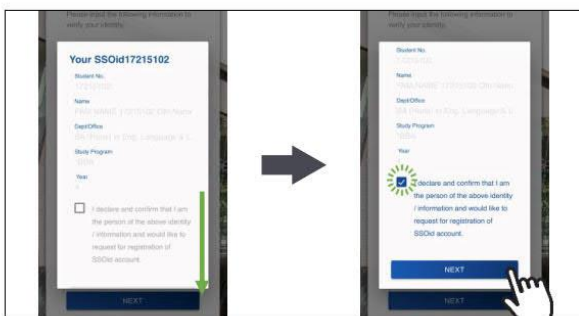 Please input the following information to
verify your identity.
Your SSOid17215102
Student No.
17215102
Name
Dept/Office
Study Program
Year
I declare and confirm that I am
the person of the above identity
/ information and would like to
request for registration of
SSOid account.
NEXT
Please input the following information to
verify your identity.
Student No.
Name
Dept/Office
Study Program
Year
I declare and confirm that I am
the person of the above identity
/ information and would like to
request for registration of
SSOid account.
NEXT
NEXT